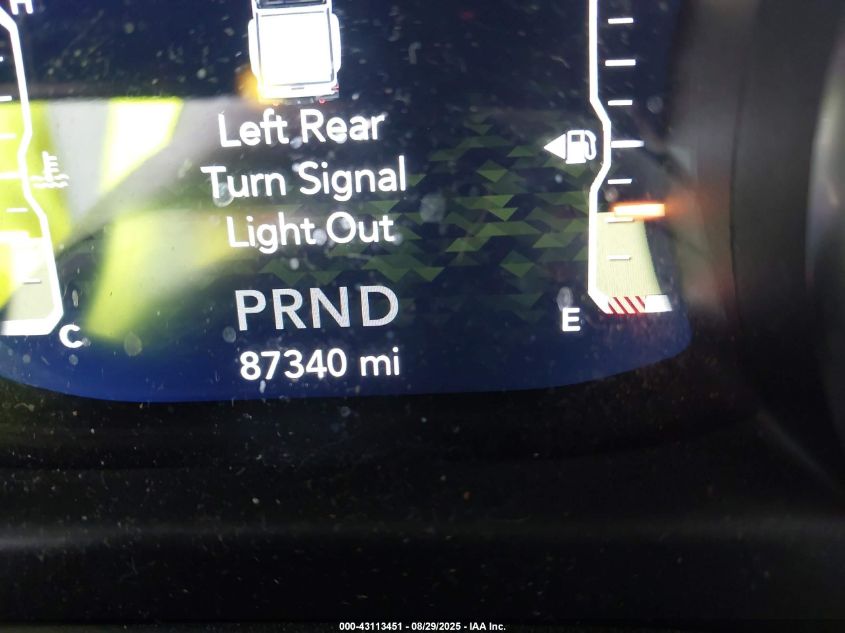 H
Left Rear
Turn Signal
Light Out
PRND
87340 mi
C
E
000-43113451 - 08/29/2025 - IAA Inc.